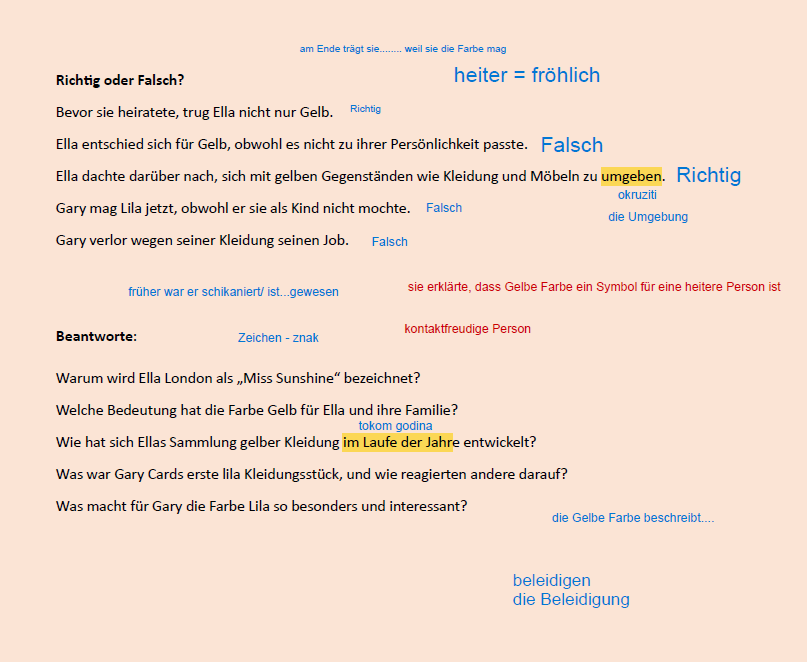 am Ende trägt sie........ weil sie die Farbe mag
heiter = fröhlich
Richtig oder Falsch?
Bevor sie heiratete, trug Ella nicht nur Gelb. Richtig
Ella entschied sich für Gelb, obwohl es nicht zu ihrer Persönlichkeit passte. Falsch
Ella dachte darüber nach, sich mit gelben Gegenständen wie Kleidung und Möbeln zu umgeben. Richtig
okruziti
Gary mag Lila jetzt, obwohl er sie als Kind nicht mochte. Falsch
die Umgebung
Gary verlor wegen seiner Kleidung seinen Job. Falsch
früher war er schikaniert/ ist...gewesen
sie erklärte, dass Gelbe Farbe ein Symbol für eine heitere Person ist
kontaktfreudige Person
Beantworte:
Zeichen - znak
Warum wird Ella London als „Miss Sunshine“ bezeichnet?
Welche Bedeutung hat die Farbe Gelb für Ella und ihre Familie?
tokom godina
Wie hat sich Ellas Sammlung gelber Kleidung im Laufe der Jahre entwickelt?
Was war Gary Cards erste lila Kleidungsstück, und wie reagierten andere darauf?
Was macht für Gary die Farbe Lila so besonders und interessant?
die Gelbe Farbe beschreibt....
beleidigen
die Beleidigung